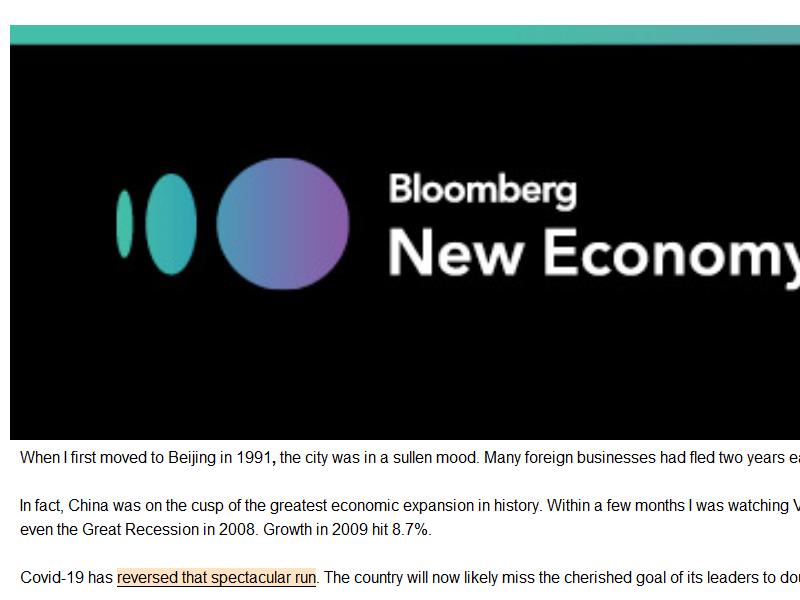 Bloomberg
New Economy
When I first moved to Beijing in 1991, the city was in a sullen mood. Many foreign businesses had fled two years
In fact, China was on the cusp of the greatest economic expansion in history. Within a few months I was watching
even the Great Recession in 2008. Growth in 2009 hit 8.7%.
Covid-19 has reversed that spectacular run. The country will now likely miss the cherished goal of its leaders to